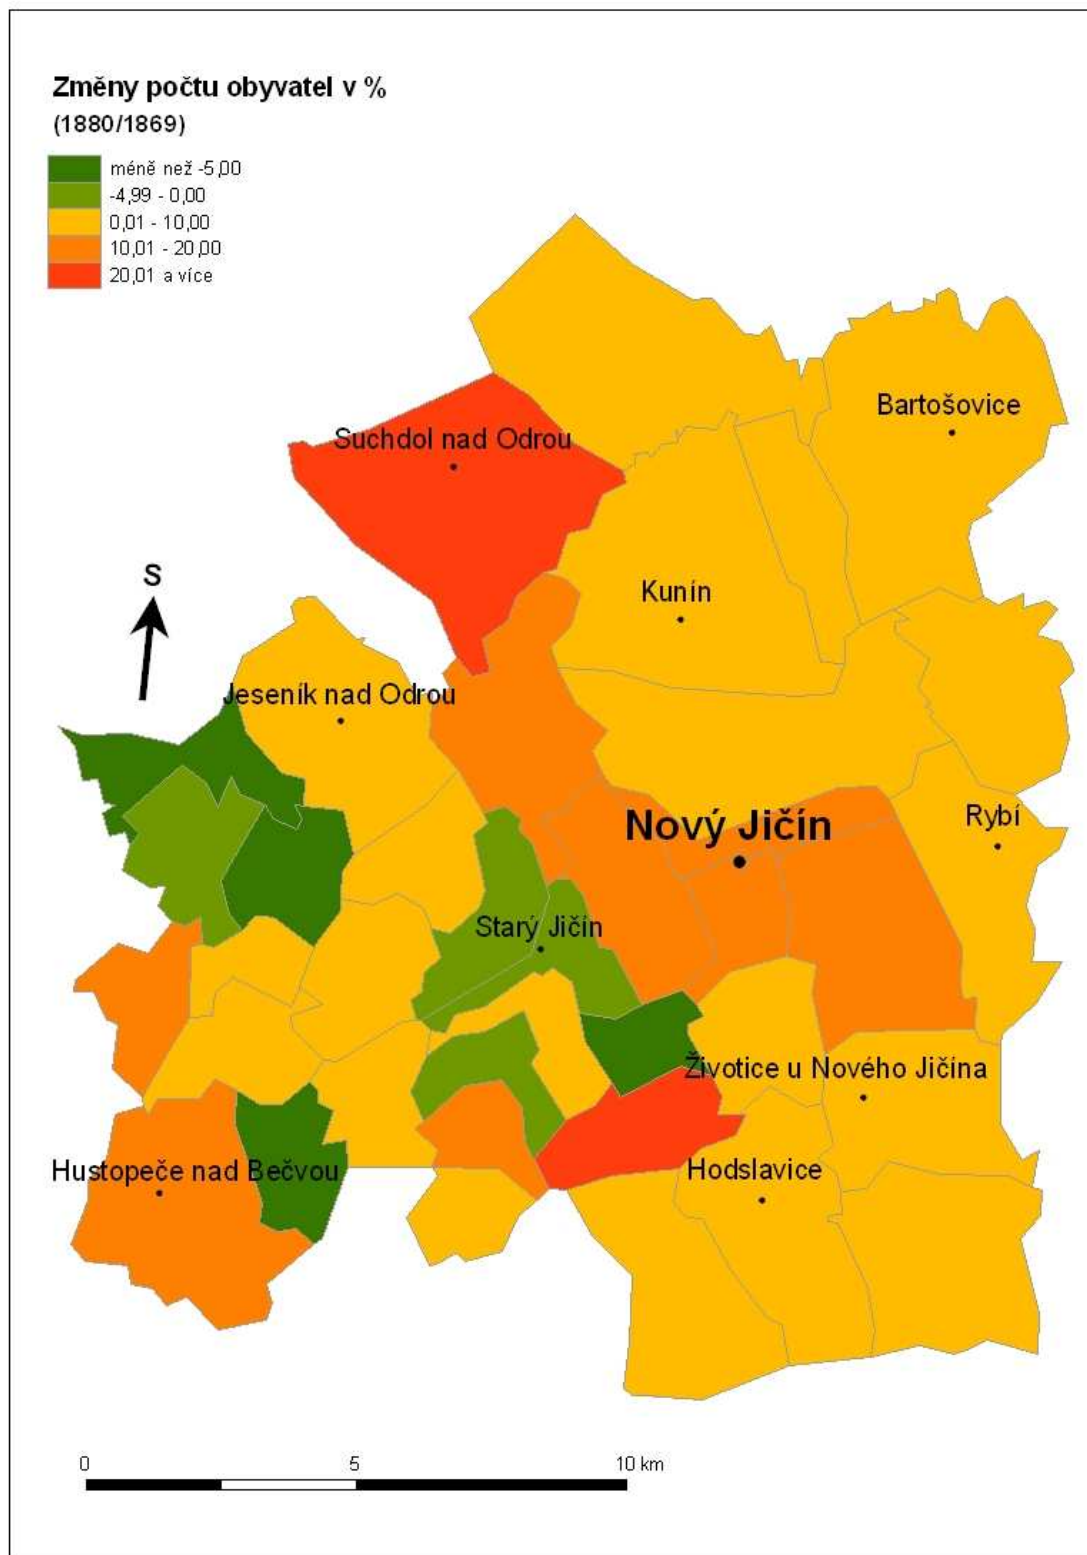 Změny počtu obyvatel v %
(1880/1869)
méně než -5,00
-4,99 - 0,00
0,01 - 10,00
10,01 - 20,00
20,01 a více
Bartošovice
Suchdol nad Odrou
S
Kunín
Jeseník nad Odrou
Nový Jičín
Rybí
Starý Jičín
Životice u Nového Jičína
Hustopeče nad Bečvou
Hodslavice
0 5 10 km